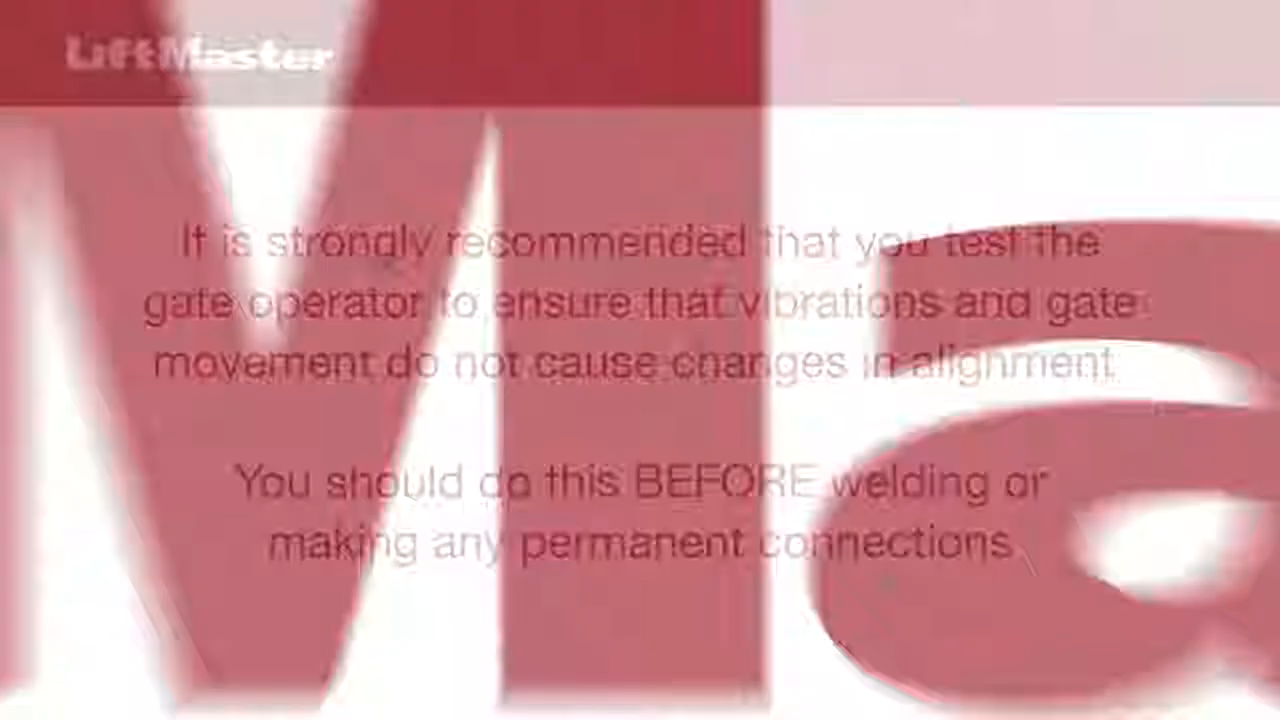 LiftMaster
It is strongly recommended that you test the
gate operator to ensure that vibrations and gate
movement do not cause changes in alignment
You should do this BEFORE welding or
making any permanent connections
Ma